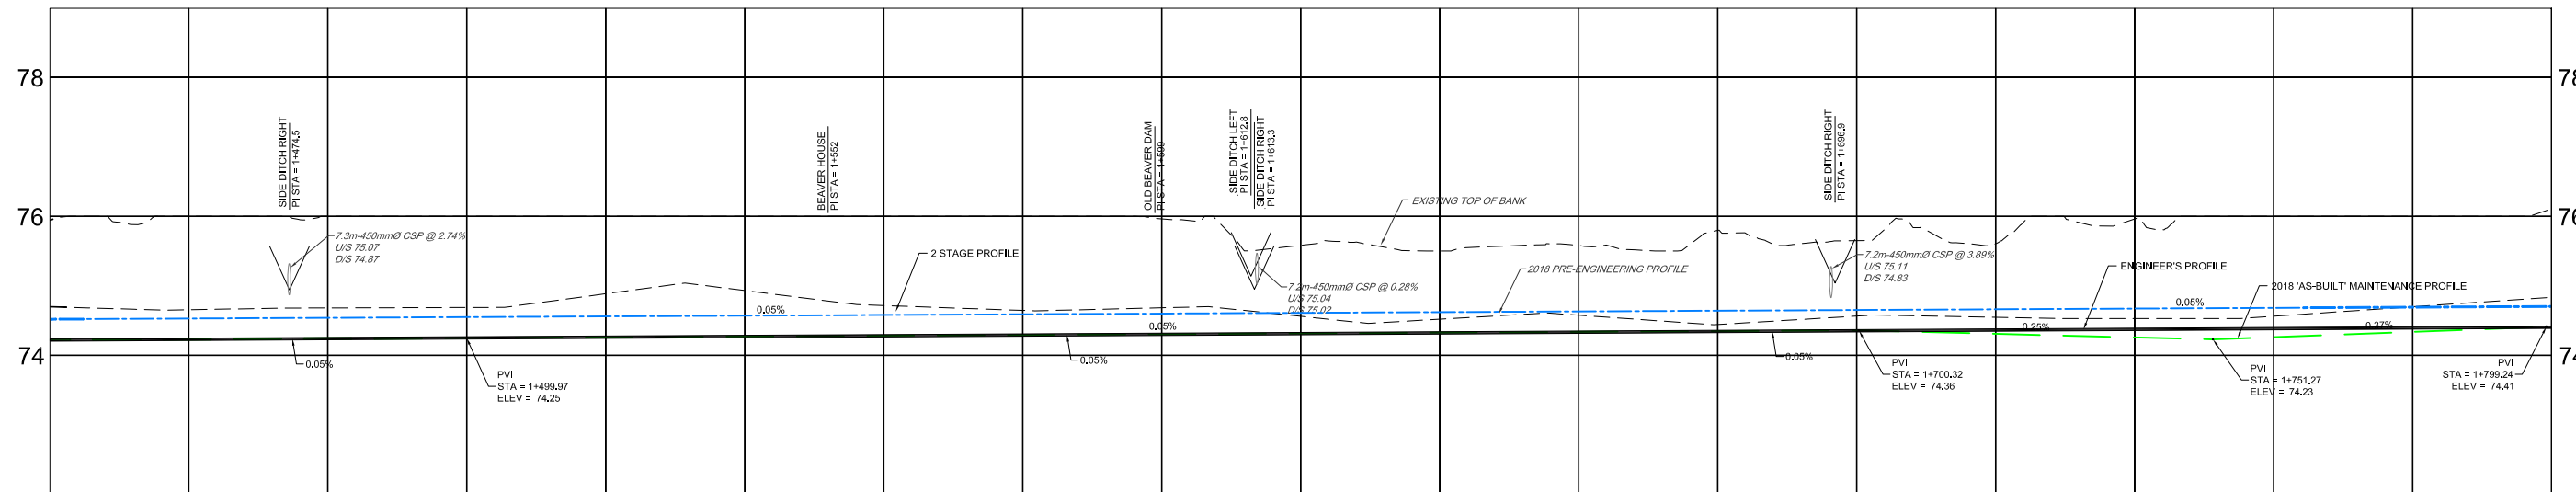 78
78
SIDE DITCH RIGHT
PI STA = 1+474.5
BEAVER HOUSE
PI STA = 1+552
OLD BEAVER DAM
PI STA = 1+599
SIDE DITCH LEFT
PI STA = 1+612.8
SIDE DITCH RIGHT
PI STA = 1+613.3
SIDE DITCH RIGHT
PI STA = 1+696.9
76
76
EXISTING TOP OF BANK
7.3m-450mmØ CSP @ 2.74%
U/S 75.07
D/S 74.87
2 STAGE PROFILE
2018 PRE-ENGINEERING PROFILE
7.2m-450mmØ CSP @ 0.28%
U/S 75.04
D/S 75.02
7.2m-450mmØ CSP @ 3.89%
U/S 75.11
D/S 74.83
ENGINEER'S PROFILE
2018 'AS-BUILT' MAINTENANCE PROFILE
0.05%
0.05%
0.05%
0.25%
0.37%
74
74
0.05%
0.05%
0.05%
PVI
STA = 1+499.97
ELEV = 74.25
PVI
STA = 1+700.32
ELEV = 74.36
PVI
STA = 1+751.27
ELEV = 74.23
PVI
STA = 1+799.24
ELEV = 74.41